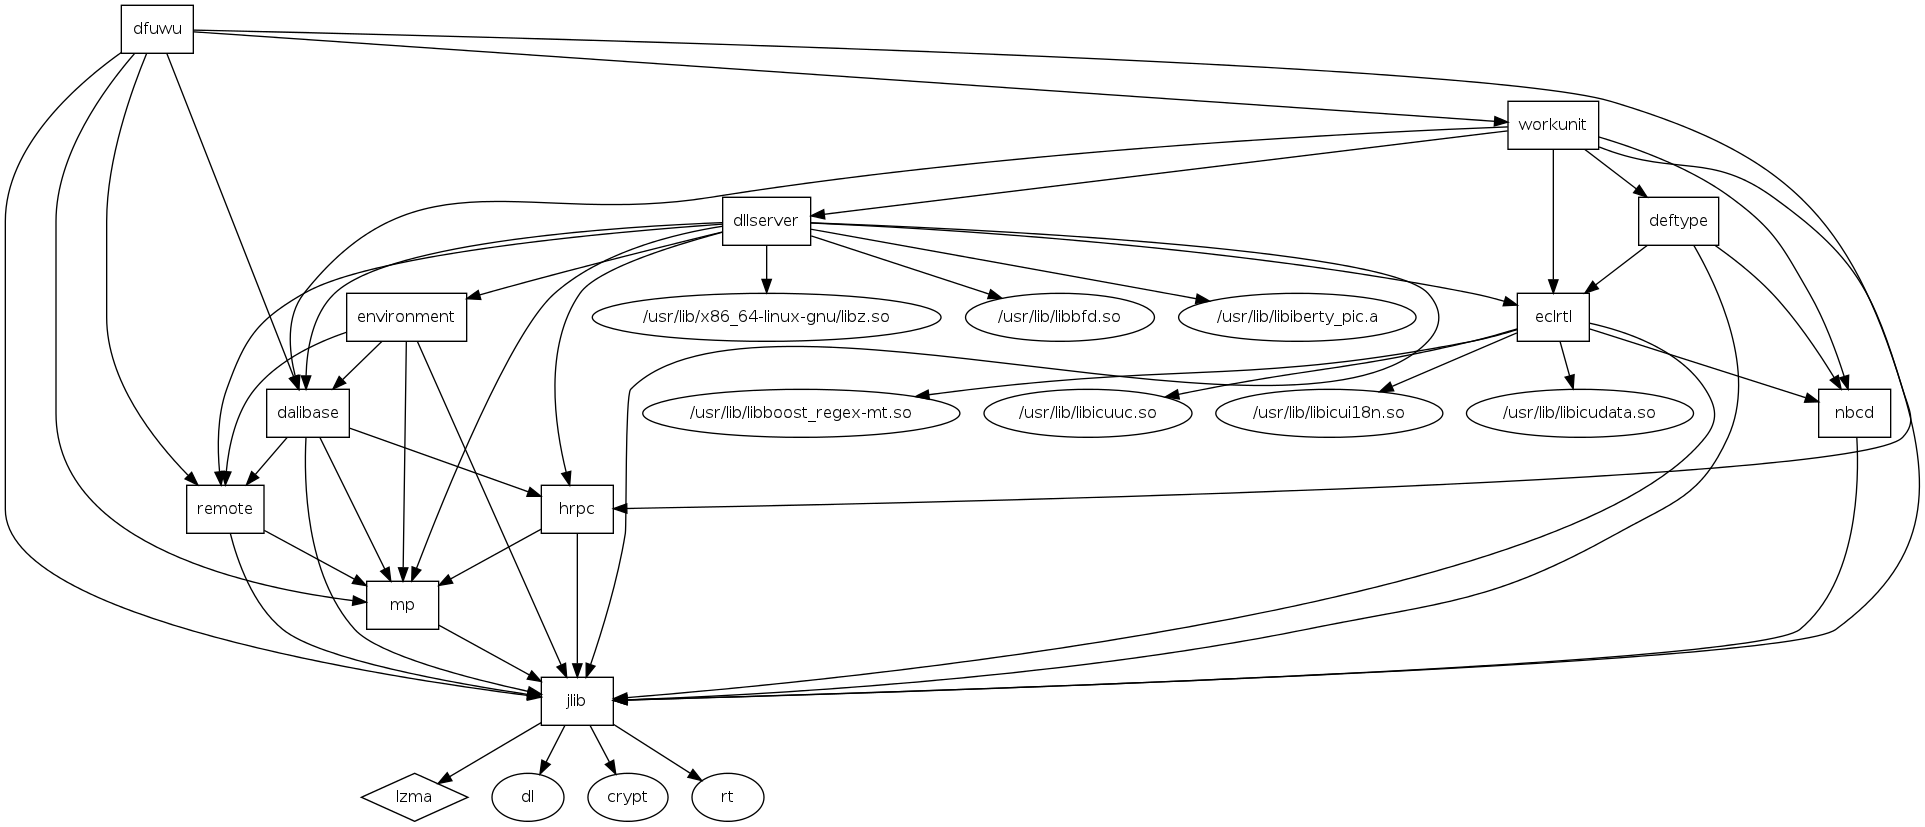 dfuwu
workunit
dllserver
deftype
environment
/usr/lib/x86_64-linux-gnu/libz.so
/usr/lib/libbfd.so
/usr/lib/libiberty_pic.a
eclrtl
dalibase
/usr/lib/libboost_regex-mt.so
/usr/lib/libicuuc.so
/usr/lib/libicui18n.so
/usr/lib/libicudata.so
nbcd
remote
hrpc
mp
jlib
lzma
dl
crypt
rt